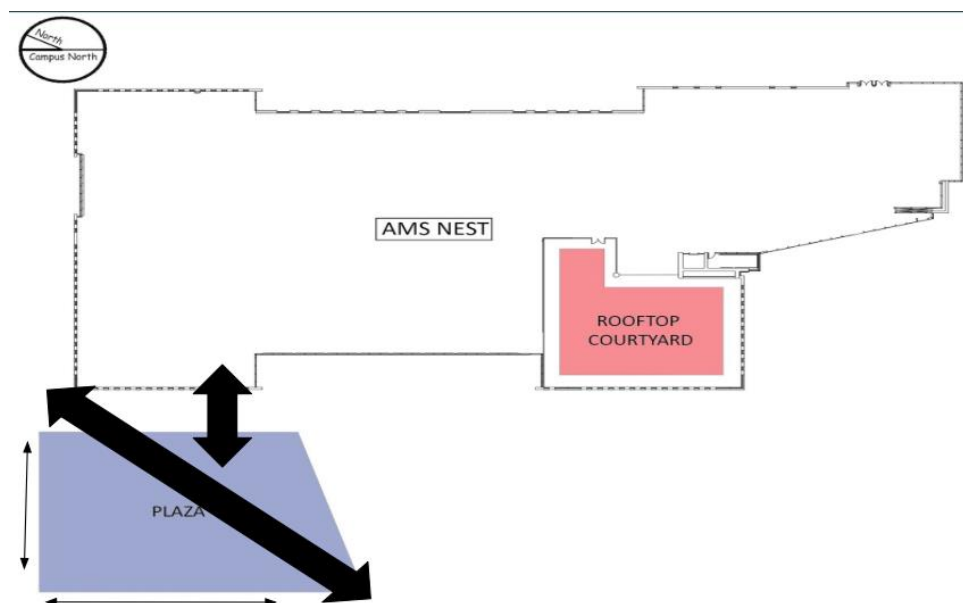 North
Campus North
AMS NEST
ROOFTOP
COURTYARD
PLAZA